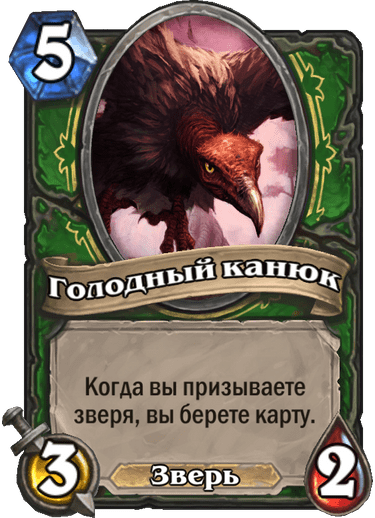 5
Голодный канюк
Когда вы призываете
зверя, вы берете карту.
3
Зверь
2